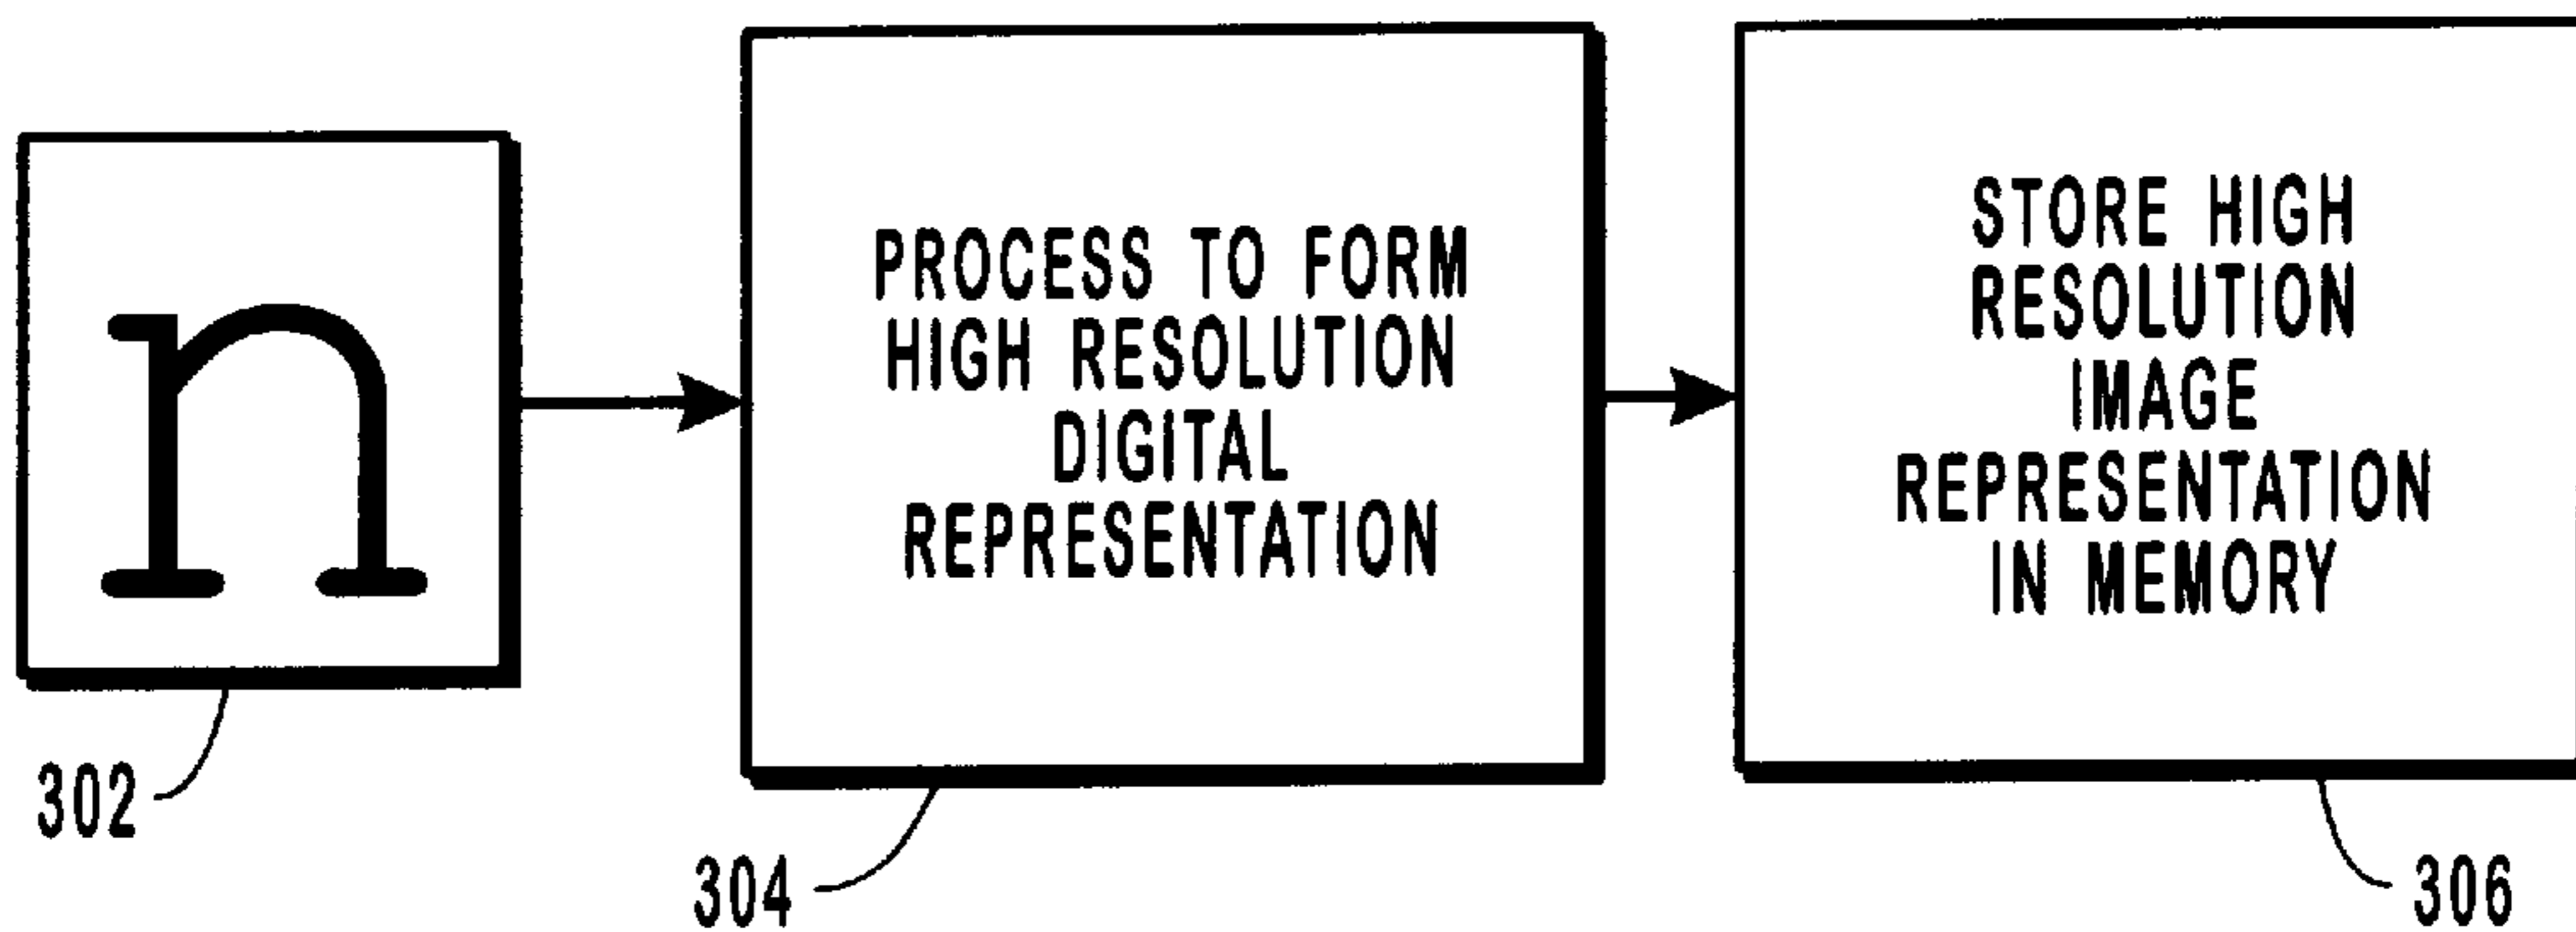 n
PROCESS TO FORM
HIGH RESOLUTION
DIGITAL
REPRESENTATION
STORE HIGH
RESOLUTION
IMAGE
REPRESENTATION
IN MEMORY
302
304
306